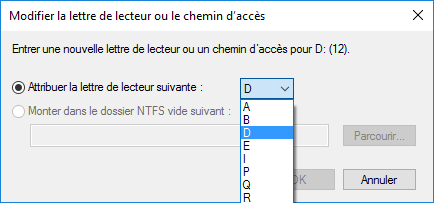 Modifier la lettre de lecteur ou le chemin d'accès
Entrer une nouvelle lettre de lecteur ou un chemin d'accès pour D: (12).
Attribuer la lettre de lecteur suivante :
D
A
B
D
E
I
P
Q
R
Monter dans le dossier NTFS vide suivant :
Parcourir...
OK
Annuler